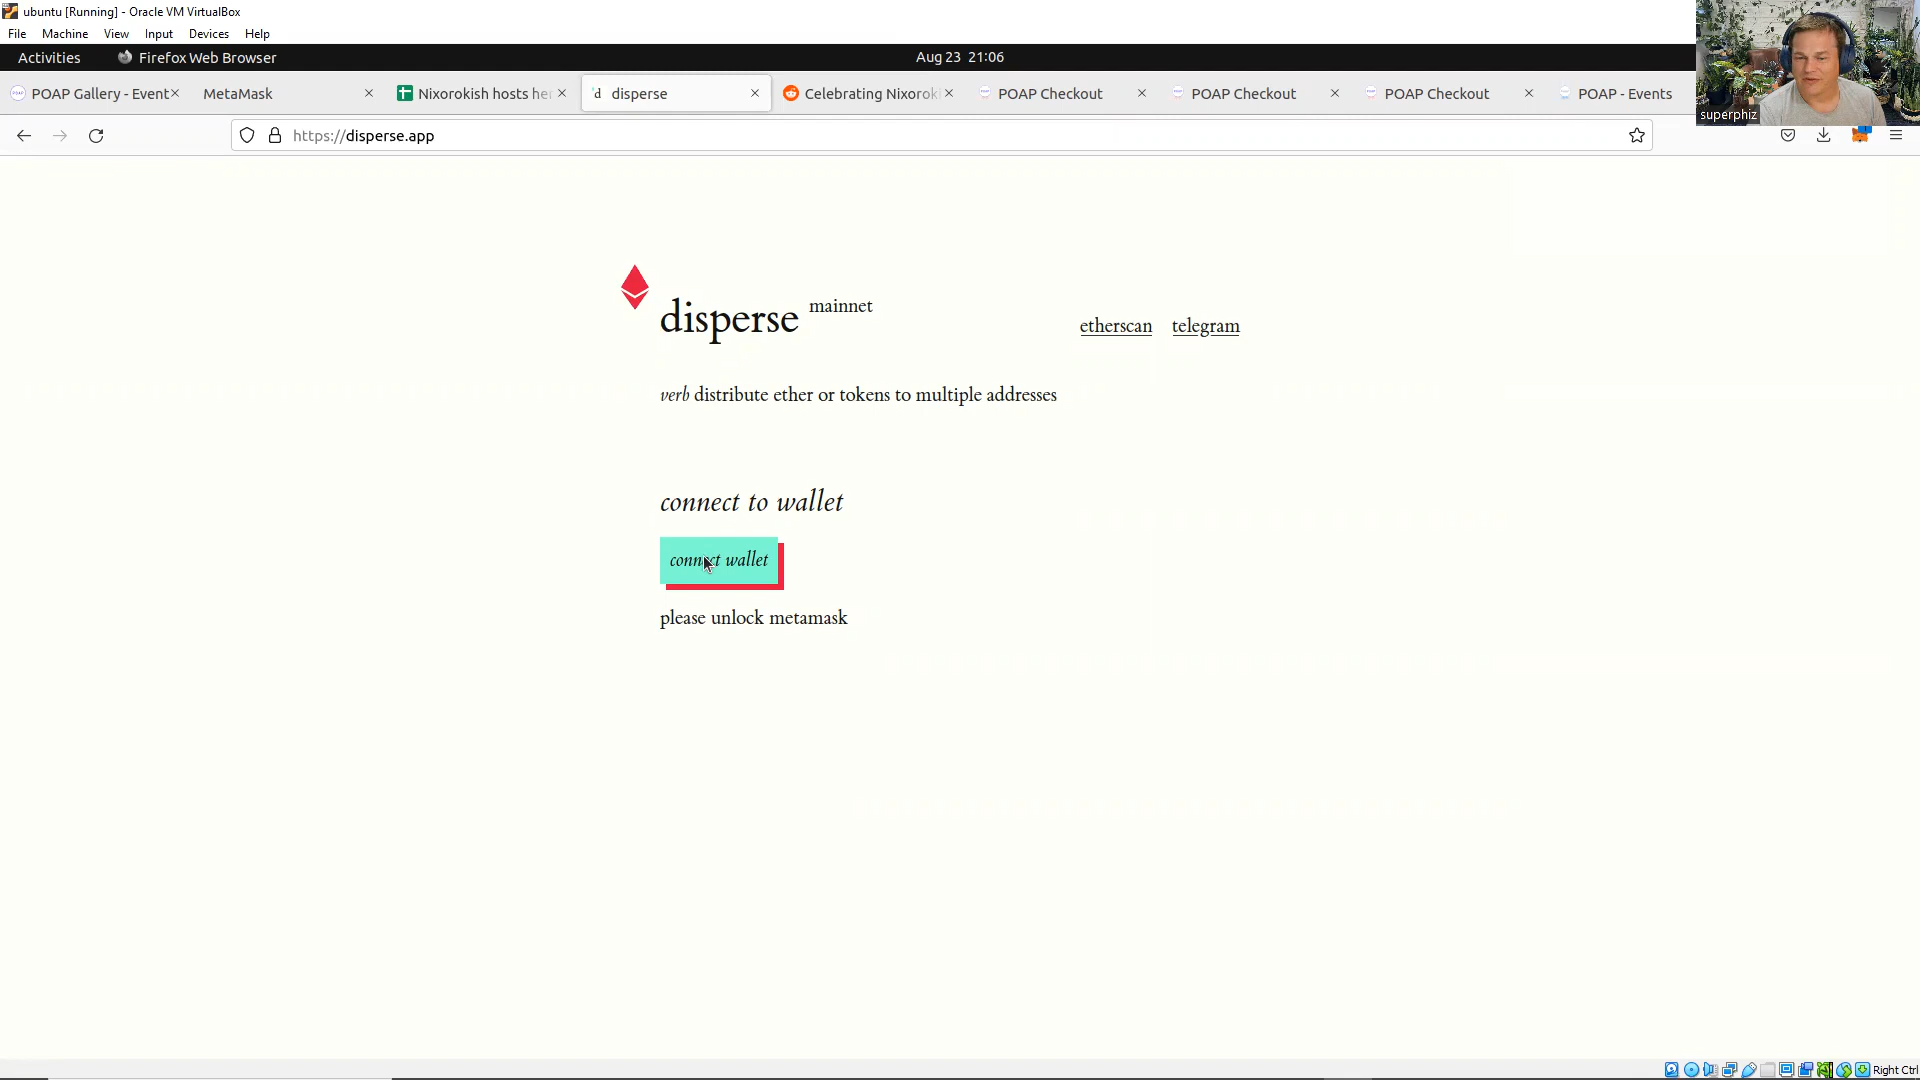 ubuntu [Running] - Oracle VM VirtualBox
File Machine View Input Devices Help
Activities Firefox Web Browser Aug 23 21:06
superphiz
POAP Gallery - Event MetaMask Nixorokish hosts her disperse Celebrating Nixorok POAP Checkout POAP Checkout POAP Checkout POAP - Events
https://disperse.app
disperse mainnet
etherscan telegram
verb distribute ether or tokens to multiple addresses
connect to wallet
connect wallet
please unlock metamask
Right Ctrl